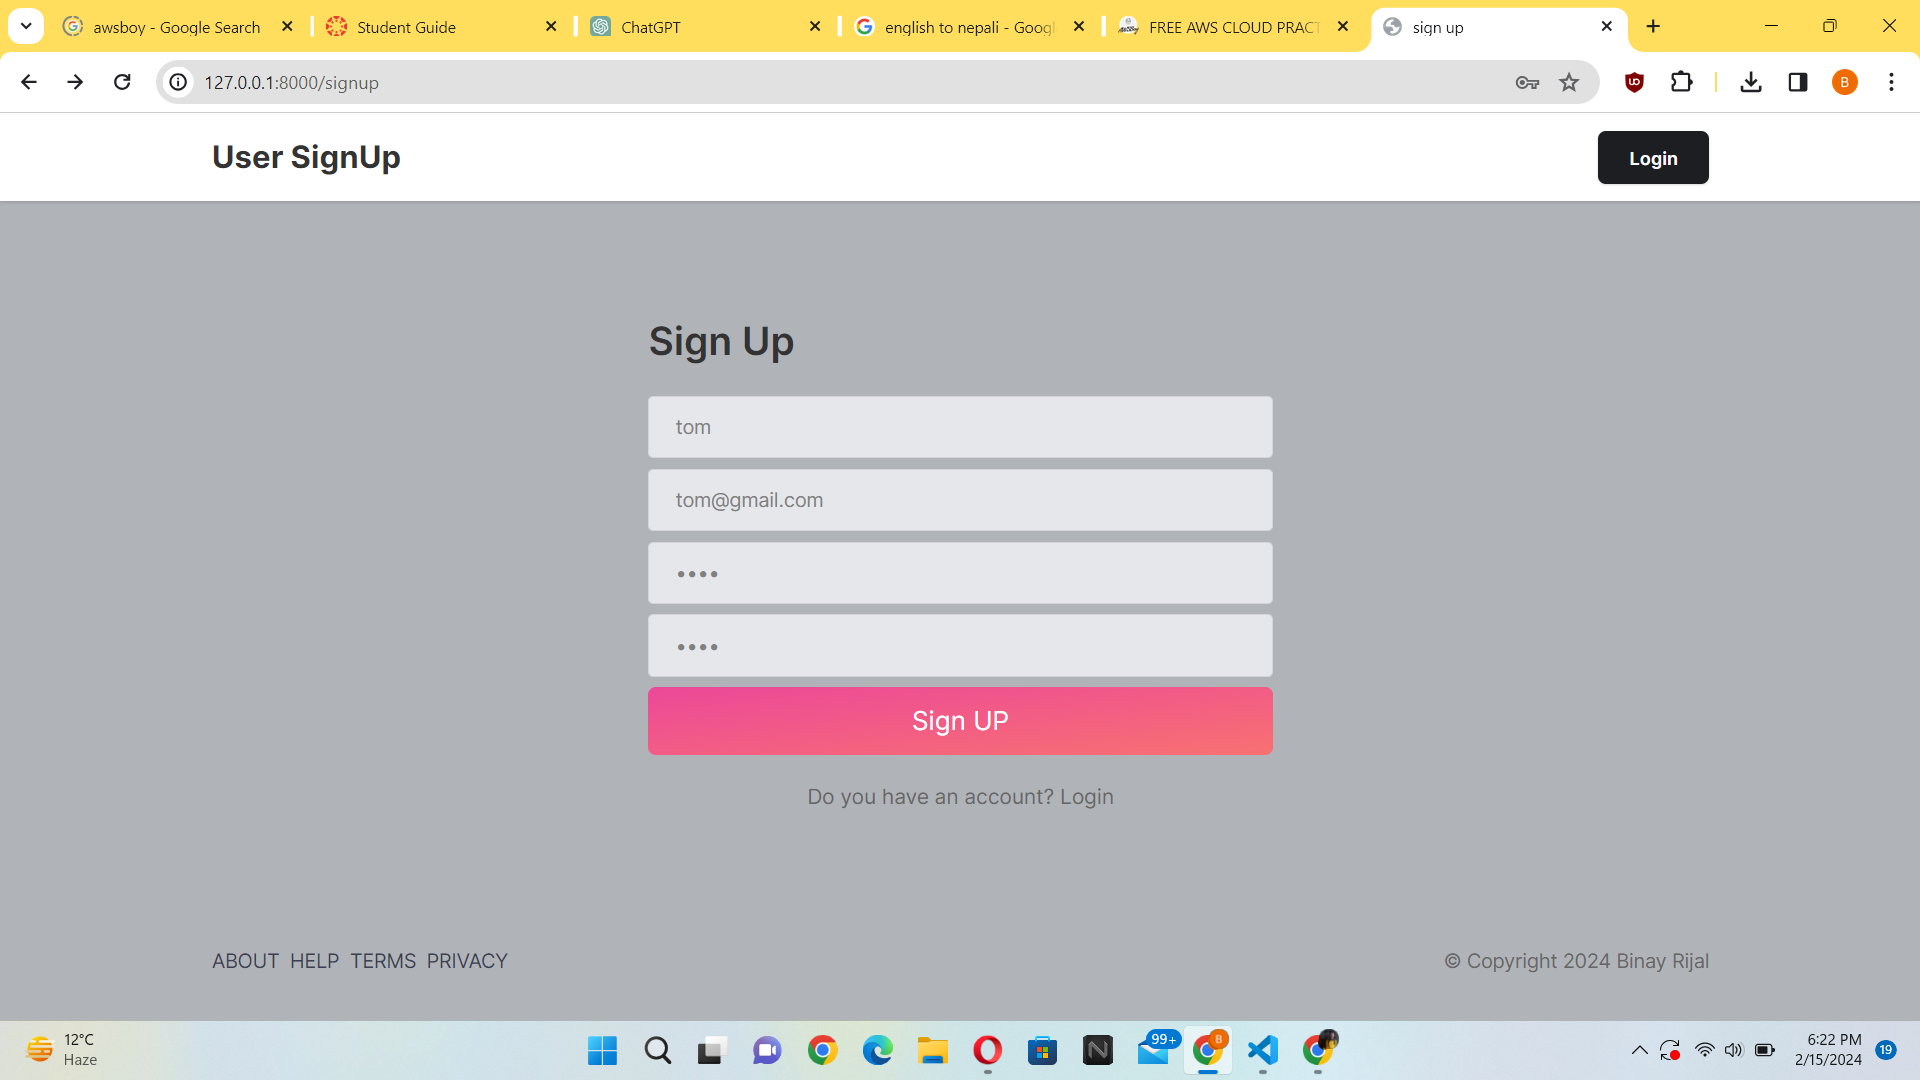 awsboy - Google Search
Student Guide
ChatGPT
english to nepali - Googl
FREE AWS CLOUD PRACT
sign up
127.0.0.1:8000/signup
B
User SignUp
Login
Sign Up
tom
tom@gmail.com
••••
••••
Sign UP
Do you have an account? Login
ABOUT HELP TERMS PRIVACY
© Copyright 2024 Binay Rijal
12°C
Haze
99+
B
6:22 PM
2/15/2024
19